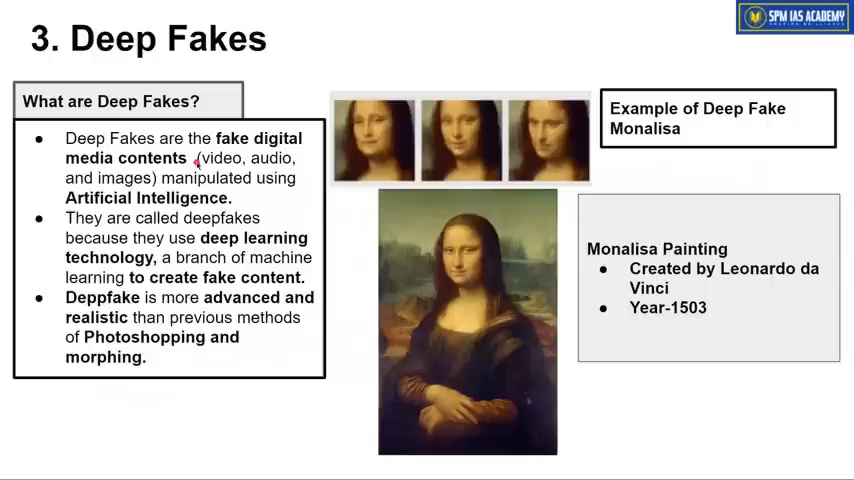 3. Deep Fakes
SPM IAS ACADEMY
What are Deep Fakes?
● Deep Fakes are the fake digital
media contents (video, audio,
and images) manipulated using
Artificial Intelligence.
● They are called deepfakes
because they use deep learning
technology, a branch of machine
learning to create fake content.
● Deppfake is more advanced and
realistic than previous methods
of Photoshopping and
morphing.
Example of Deep Fake
Monalisa
Monalisa Painting
● Created by Leonardo da
Vinci
● Year-1503